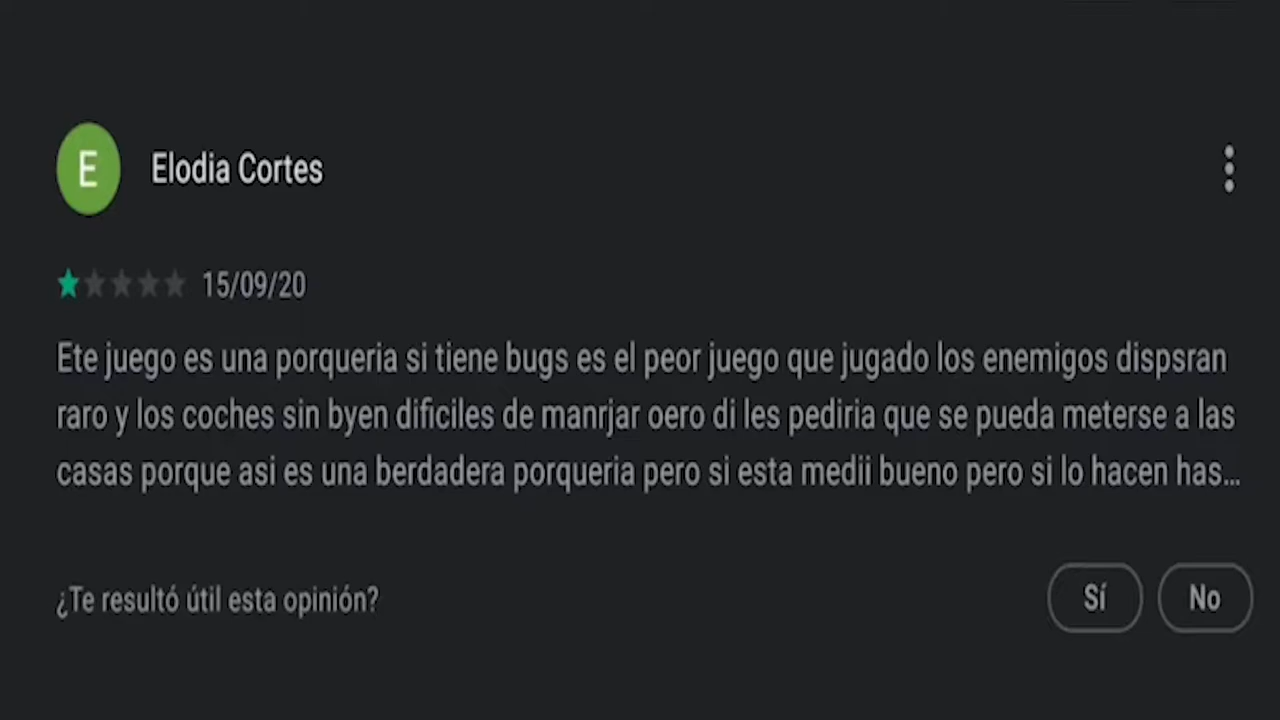 E
Elodia Cortes
15/09/20
Ete juego es una porqueria si tiene bugs es el peor juego que jugado los enemigos dispsran
raro y los coches sin byen dificiles de manrjar oero di les pediria que se pueda meterse a las
casas porque asi es una berdadera porqueria pero si esta medii bueno pero si lo hacen has...
¿Te resultó útil esta opinión?
Sí
No